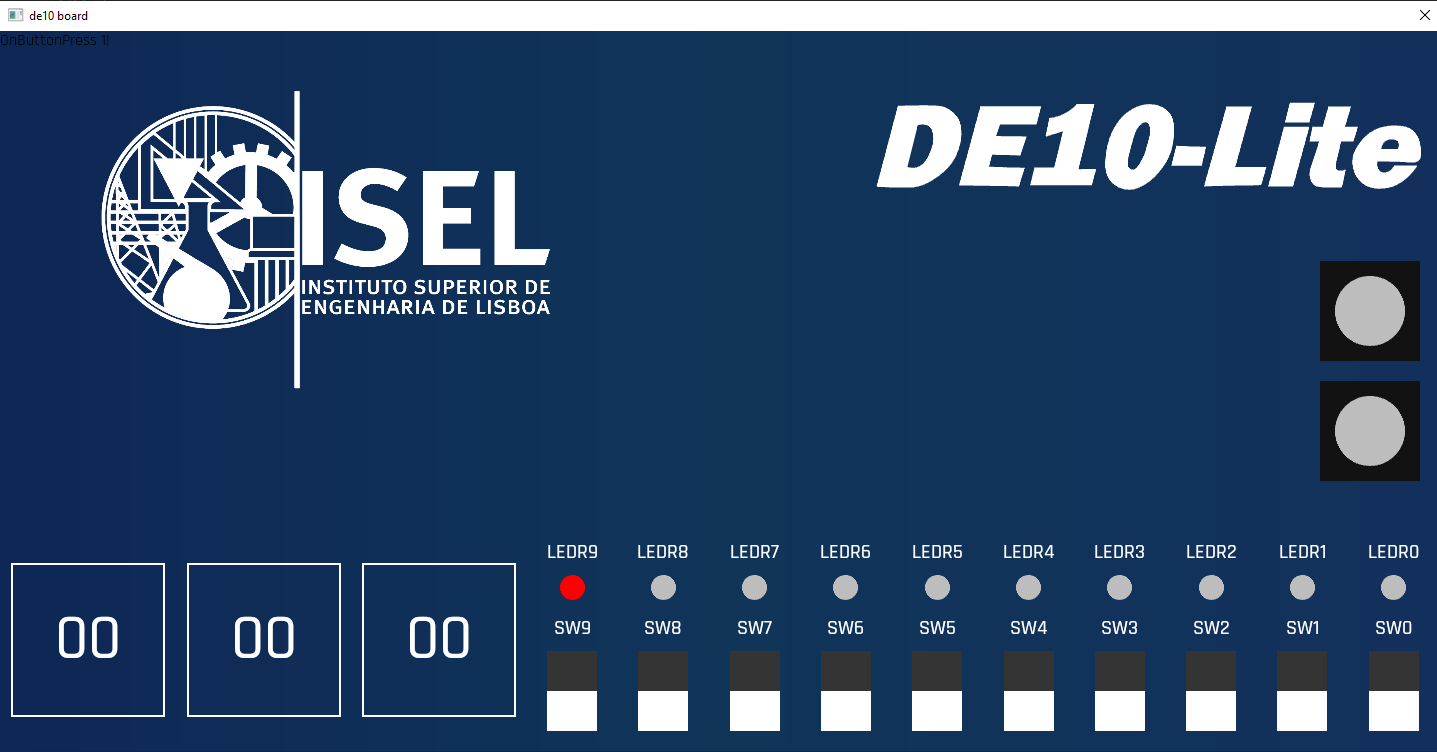 de10 board
OnButtonPress 1!
DE10-Lite
ISEL
INSTITUTO SUPERIOR DE
ENGENHARIA DE LISBOA
LEDR9 LEDR8 LEDR7 LEDR6 LEDR5 LEDR4 LEDR3 LEDR2 LEDR1 LEDR0
00 00 00
SW9 SW8 SW7 SW6 SW5 SW4 SW3 SW2 SW1 SW0